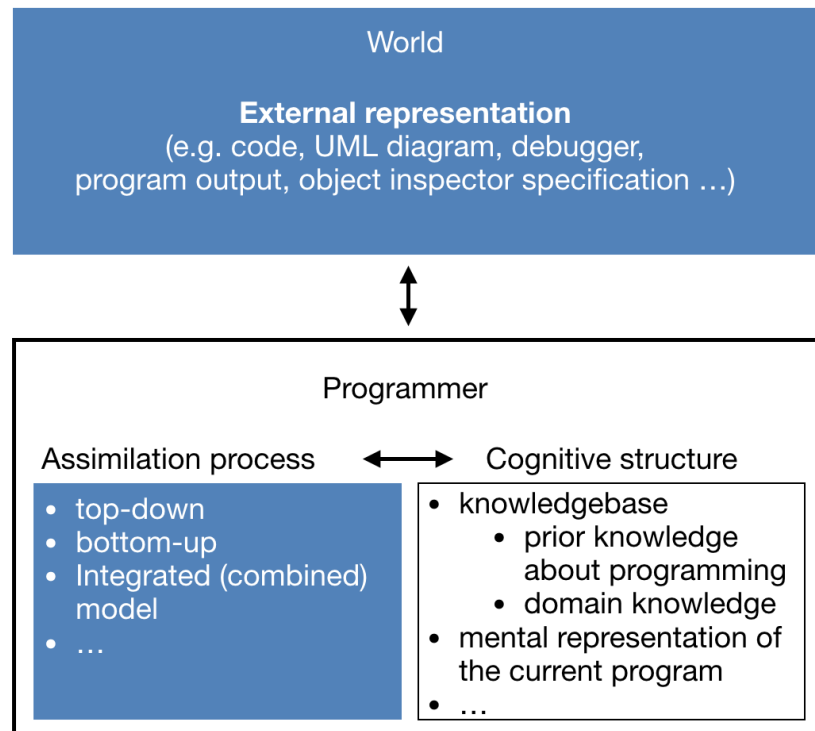 World
External representation
(e.g. code, UML diagram, debugger,
program output, object inspector specification …)
Programmer
Assimilation process
• top-down
• bottom-up
• Integrated (combined)
model
• …
Cognitive structure
• knowledgebase
• prior knowledge
about programming
• domain knowledge
• mental representation of
the current program
• …